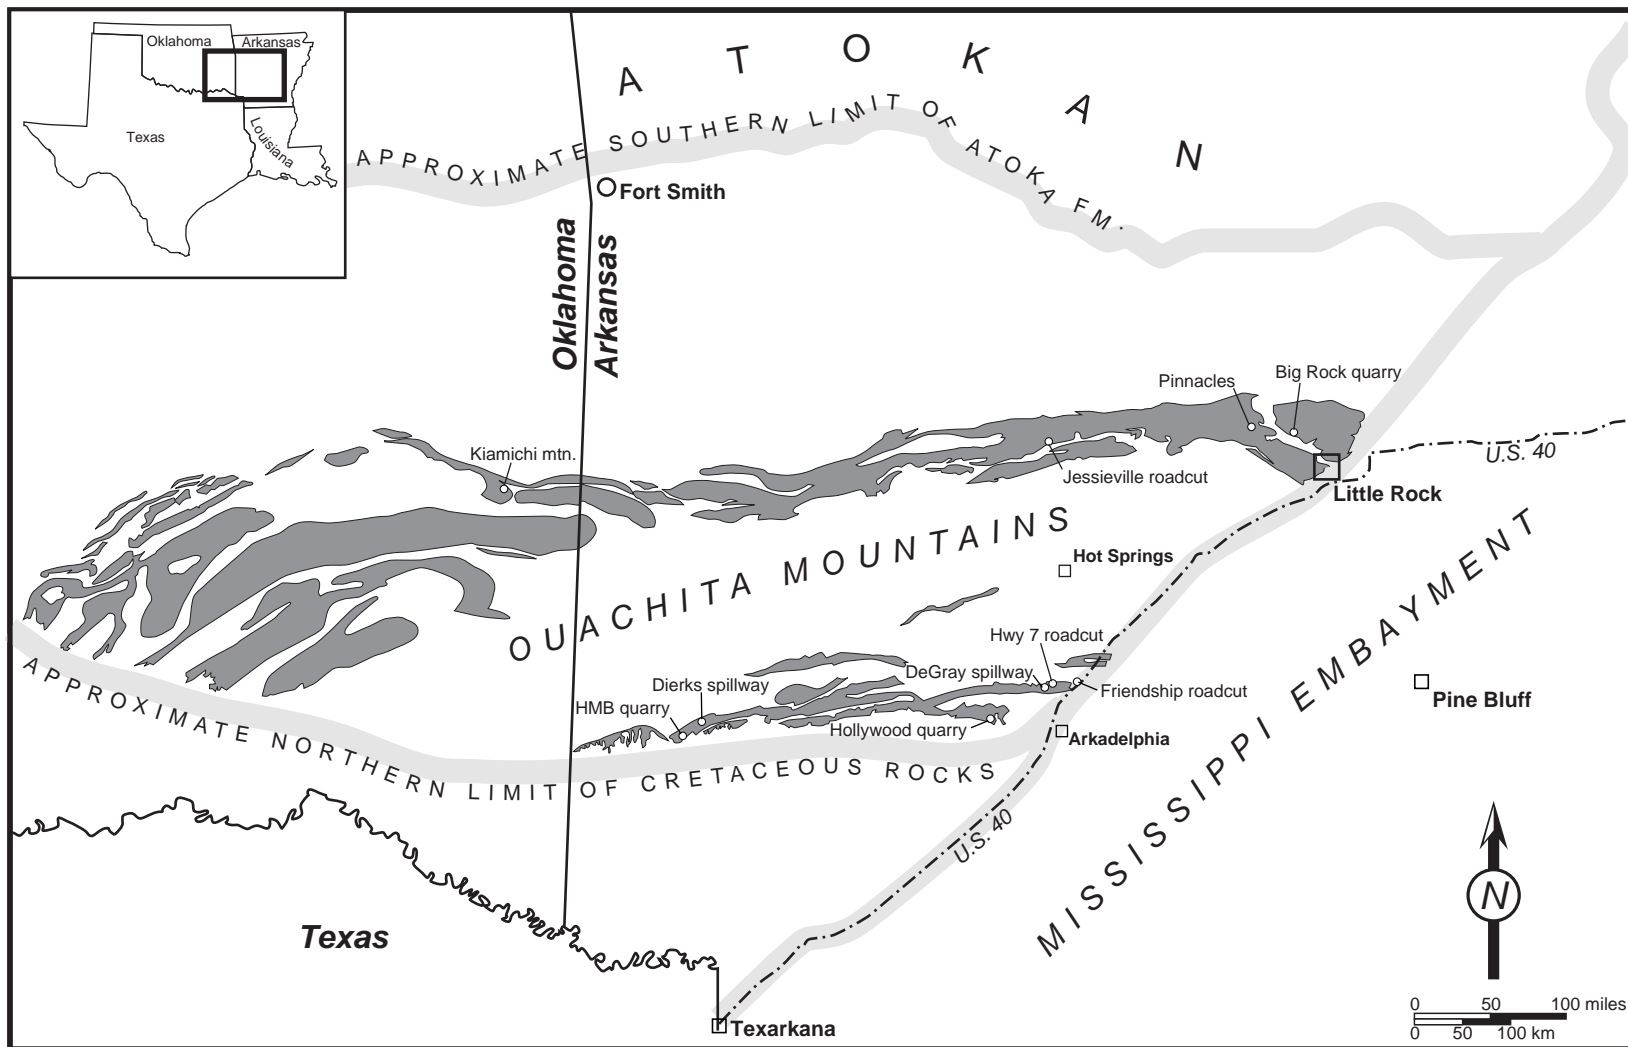 Oklahoma
Arkansas
Texas
Louisiana
ATOKAN
APPROXIMATE SOUTHERN LIMIT OF ATOKA FM.
Fort Smith
Oklahoma
Arkansas
Pinnacles
Big Rock quarry
Kiamichi mtn.
Jessieville roadcut
U.S. 40
Little Rock
OUACHITA MOUNTAINS
Hot Springs
Hwy 7 roadcut
DeGray spillway
Dierks spillway
Friendship roadcut
HMB quarry
Hollywood quarry
Arkadelphia
Pine Bluff
APPROXIMATE NORTHERN LIMIT OF CRETACEOUS ROCKS
MISSISSIPPI EMBAYMENT
U.S. 40
Texas
N
Texarkana
0 50 100 miles
0 50 100 km